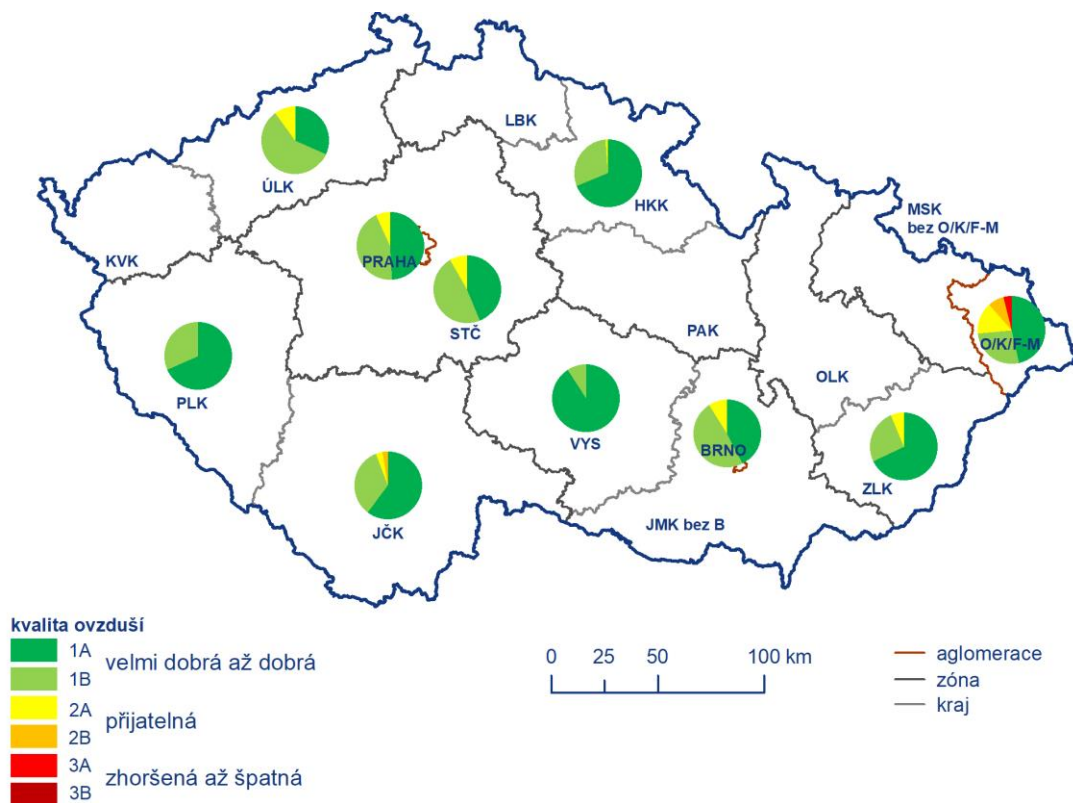 LBK
ÚLK
HKK
MSK
bez O/K/F-M
KVK
PRAHA
STČ
PAK
O/K/F-M
OLK
PLK
VYS
BRNO
ZLK
JČK
JMK bez B
kvalita ovzduší
1A
velmi dobrá až dobrá
1B
2A
přijatelná
2B
3A
zhoršená až špatná
3B
0 25 50 100 km
aglomerace
zóna
kraj